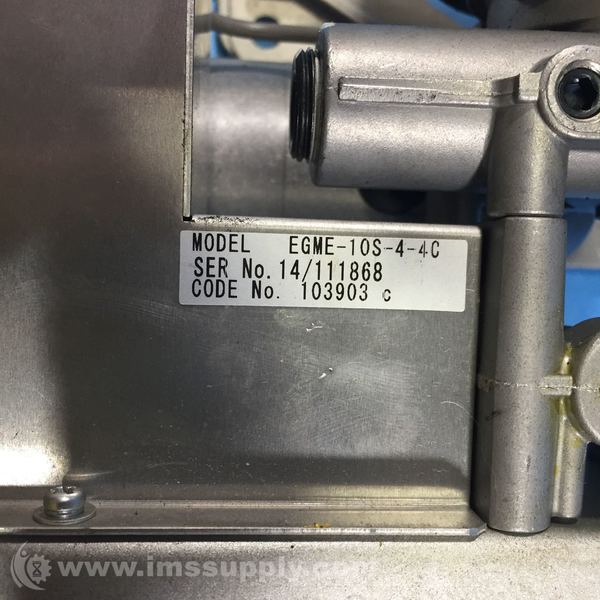 MODEL EGME-10S-4-4C
SER No. 14/111868
CODE No. 103903 c
www.imssupply.com